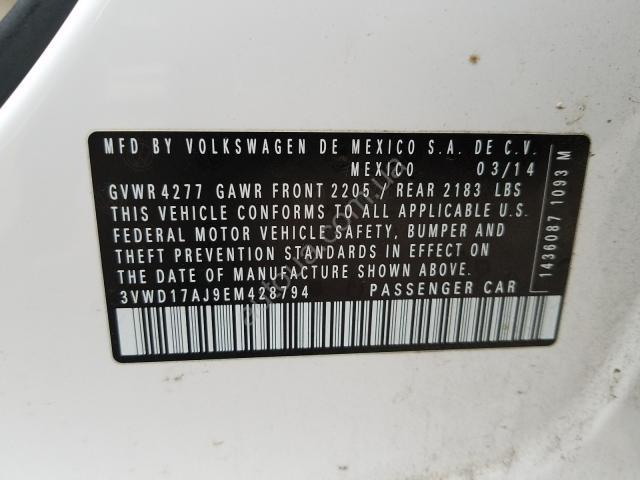 MFD BY VOLKSWAGEN DE MEXICO S.A. DE C.V.
MEXICO 03/14
GVWR 4277 GAWR FRONT 2205 / REAR 2183 LBS
THIS VEHICLE CONFORMS TO ALL APPLICABLE U.S.
FEDERAL MOTOR VEHICLE SAFETY, BUMPER AND
THEFT PREVENTION STANDARDS IN EFFECT ON
THE DATE OF MANUFACTURE SHOWN ABOVE.
3VWD17AJ9EM428794 PASSENGER CAR
1436087 1093 M